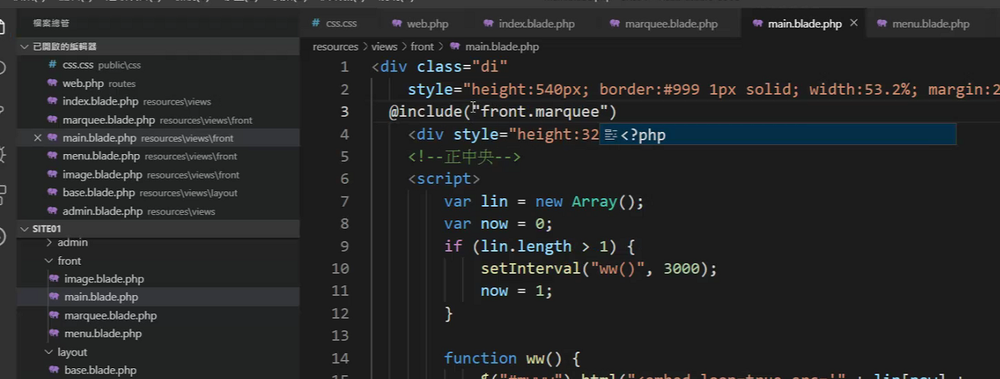 檔案總管
已開啟的編輯器
# css.css public\css
web.php routes
index.blade.php resources\views
marquee.blade.php resources\views\front
main.blade.php resources\views\front
menu.blade.php resources\views\front
image.blade.php resources\views\front
base.blade.php resources\views\layout
admin.blade.php resources\views
SITE01
admin
front
image.blade.php
main.blade.php
marquee.blade.php
menu.blade.php
layout
base.blade.php
# css.css web.php index.blade.php marquee.blade.php main.blade.php menu.blade.php
resources > views > front > main.blade.php
1 <div class="di"
2 style="height:540px; border:#999 1px solid; width:53.2%; margin:2
3 @include("front.marquee")
4 <div style="height:32
<?php
5 <!--正中央-->
6 <script>
7 var lin = new Array();
8 var now = 0;
9 if (lin.length > 1) {
10 setInterval("ww()", 3000);
11 now = 1;
12 }
13
14 function ww() {
15